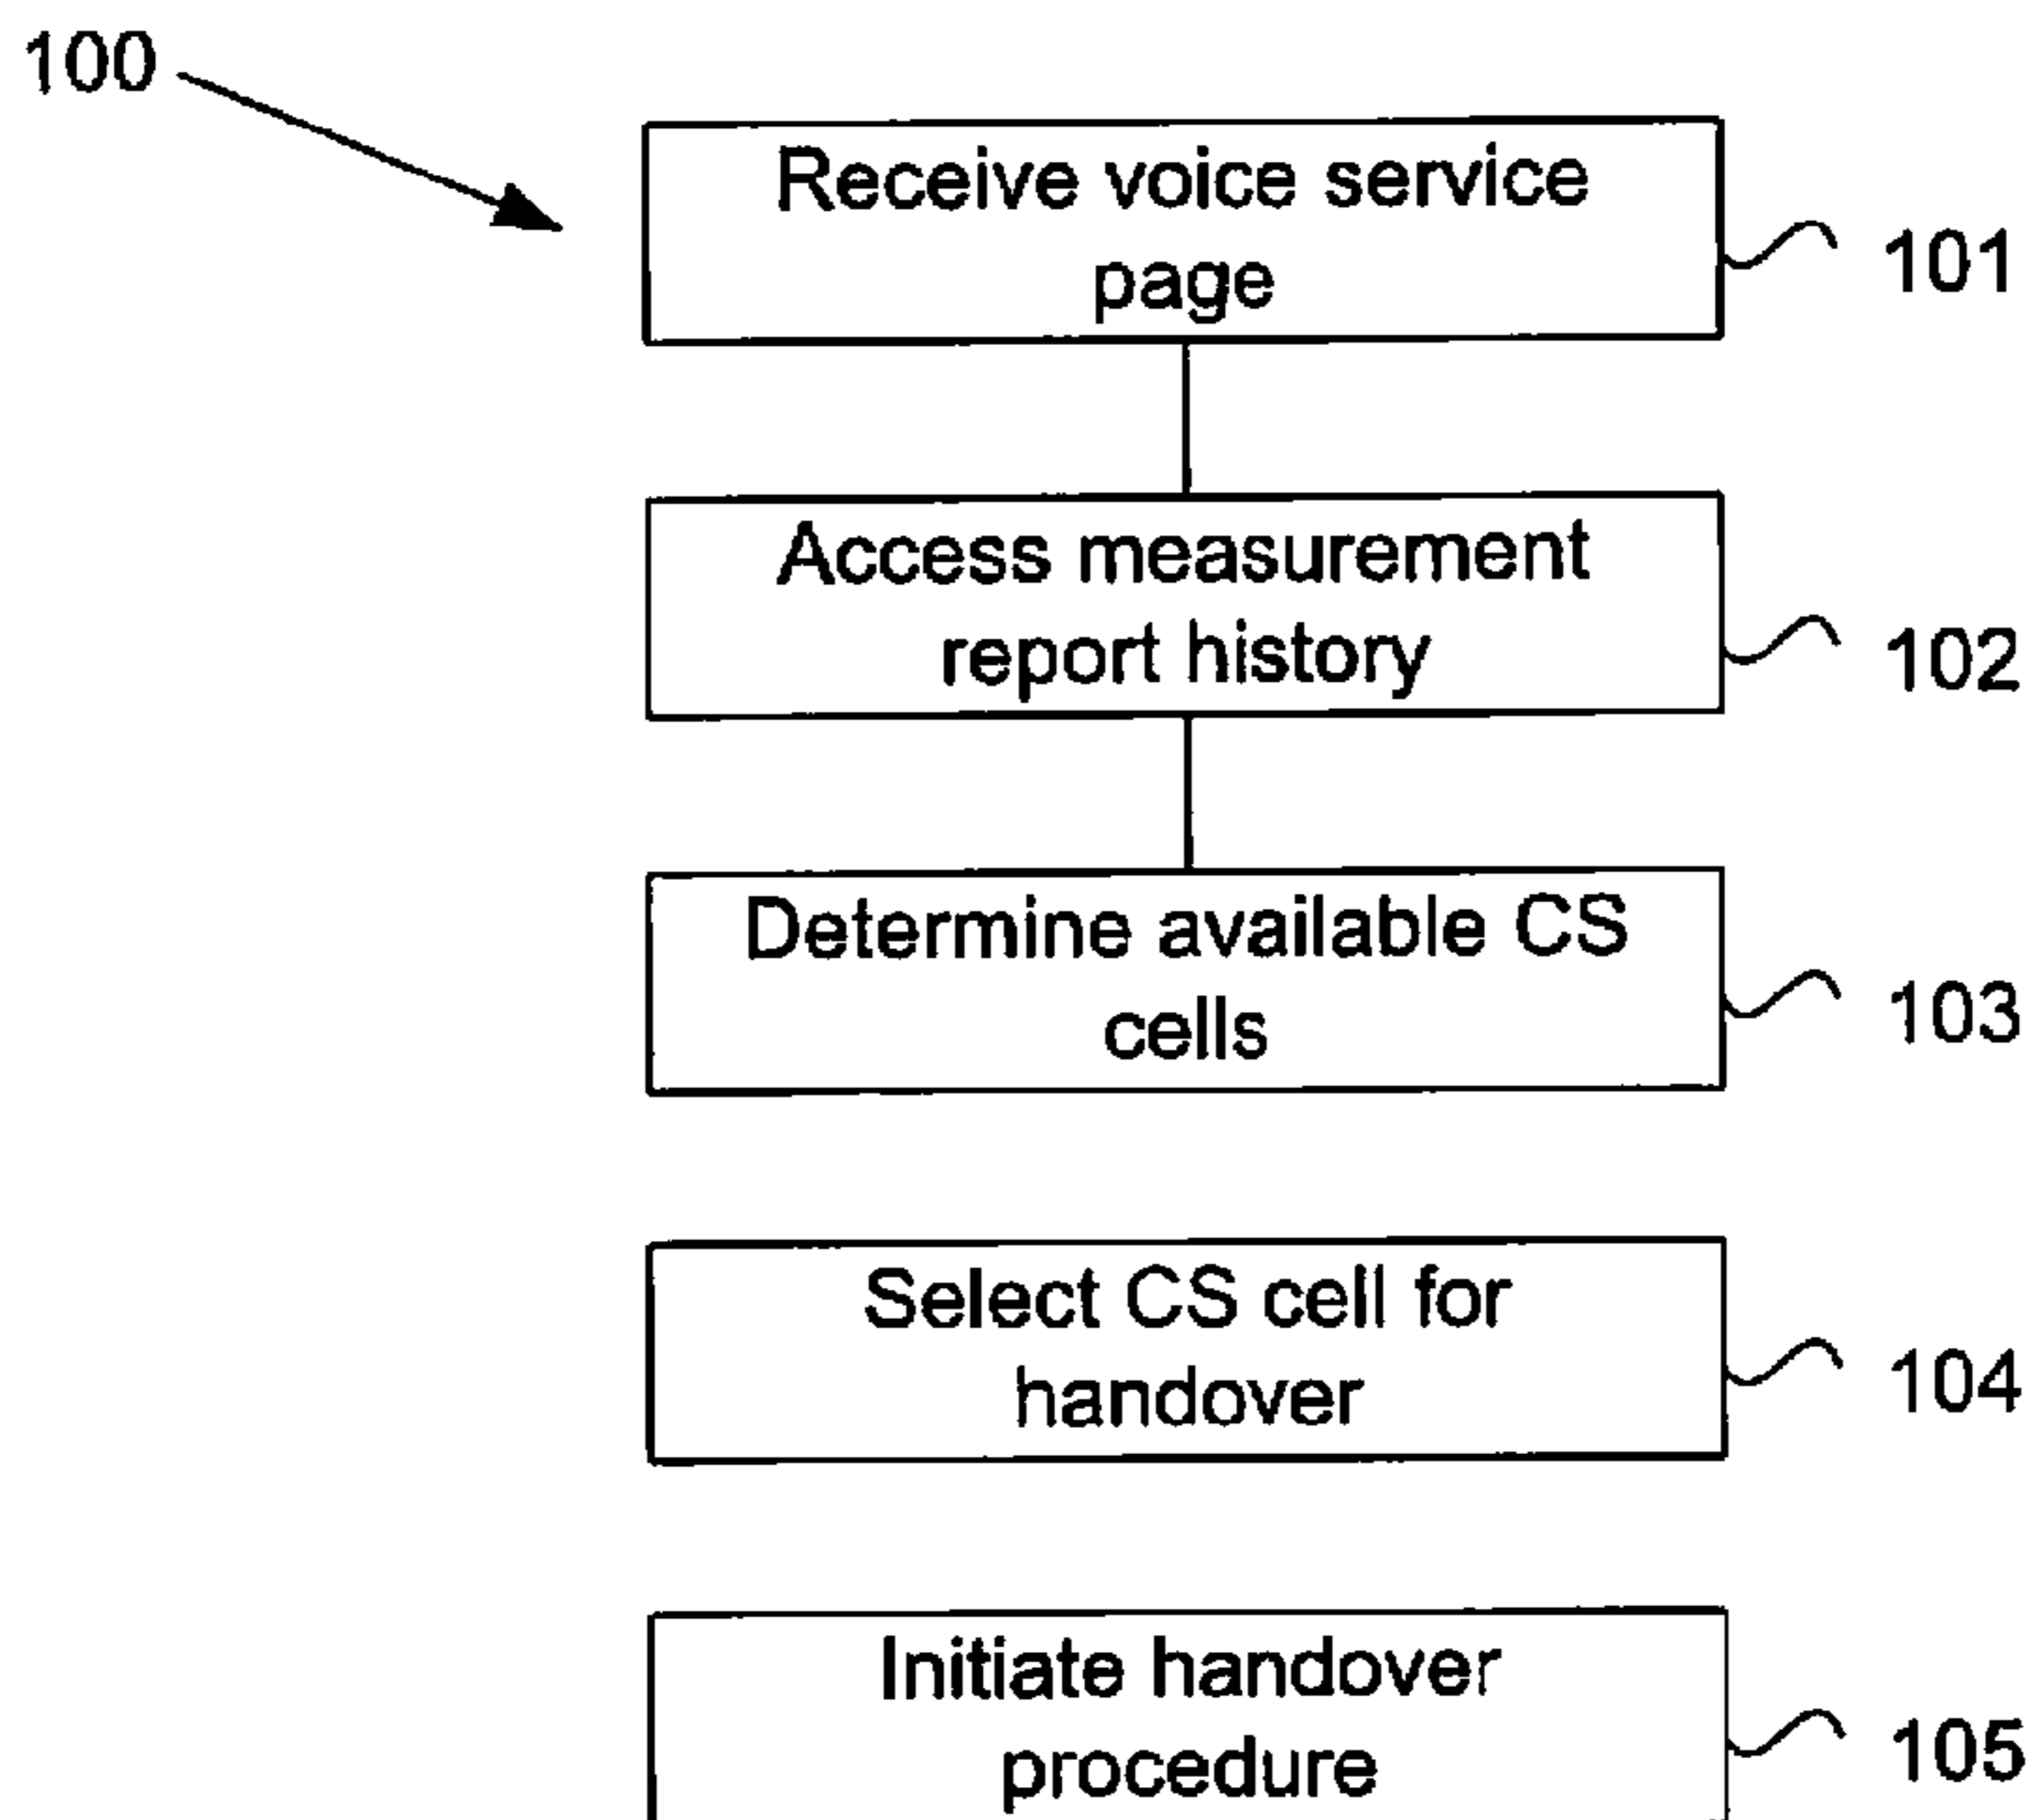 100
Receive voice service
page
101
Access measurement
report history
102
Determine available CS
cells
103
Select CS cell for
handover
104
Initiate handover
procedure
105